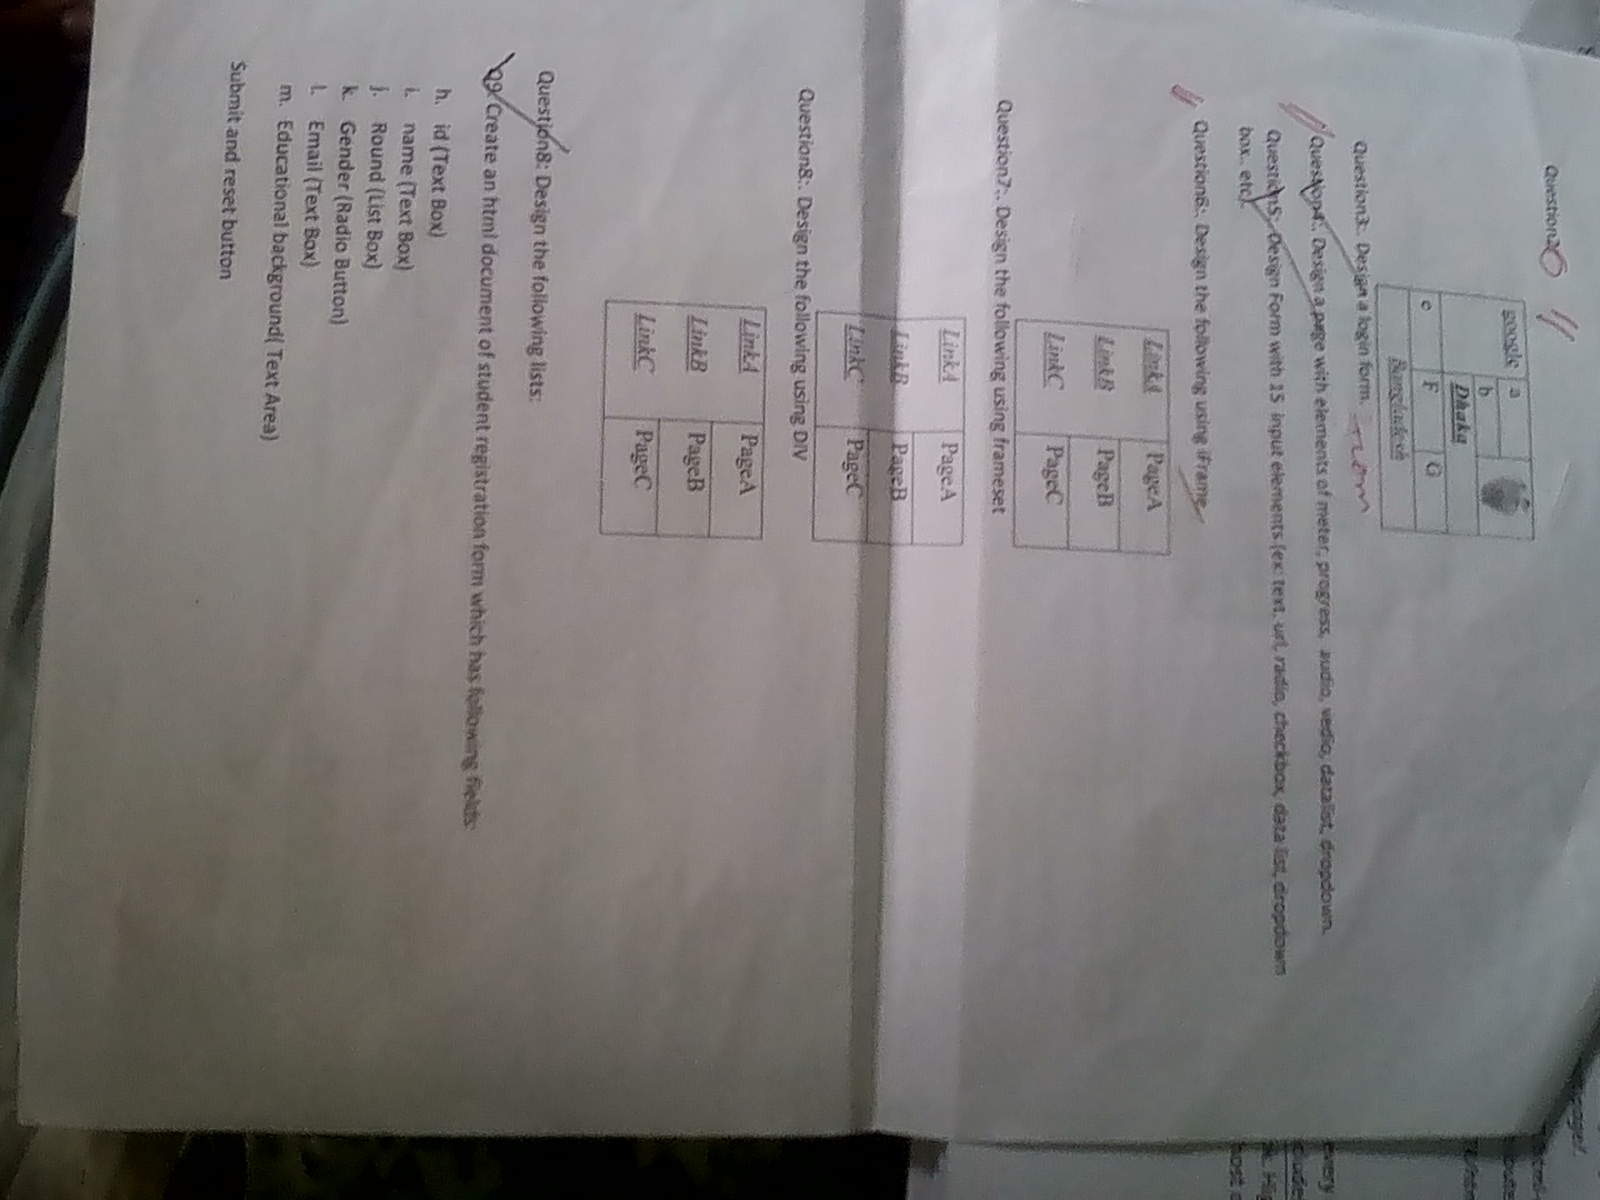 Question2
google a
b
Dhaka
e F G
Bangladesh
Question3:. Design a login form.
Question4:. Design a page with elements of meter, progress, audio, vedio, datalist, dropdown.
Question5:. Design Form with 15 input elements (ex: text, url, radio, checkbox, data list, dropdown
box.. etc).
Question6:. Design the following using iFrame
LinkA PageA
LinkB PageB
LinkC PageC
Question7:. Design the following using frameset
LinkA PageA
LinkB PageB
LinkC PageC
Question8:. Design the following using DIV
LinkA PageA
LinkB PageB
LinkC PageC
Question8: Design the following lists:
Q9. Create an html document of student registration form which has following fields:
h. id (Text Box)
i. name (Text Box)
j. Round (List Box)
k. Gender (Radio Button)
l. Email (Text Box)
m. Educational background( Text Area)
Submit and reset button
every